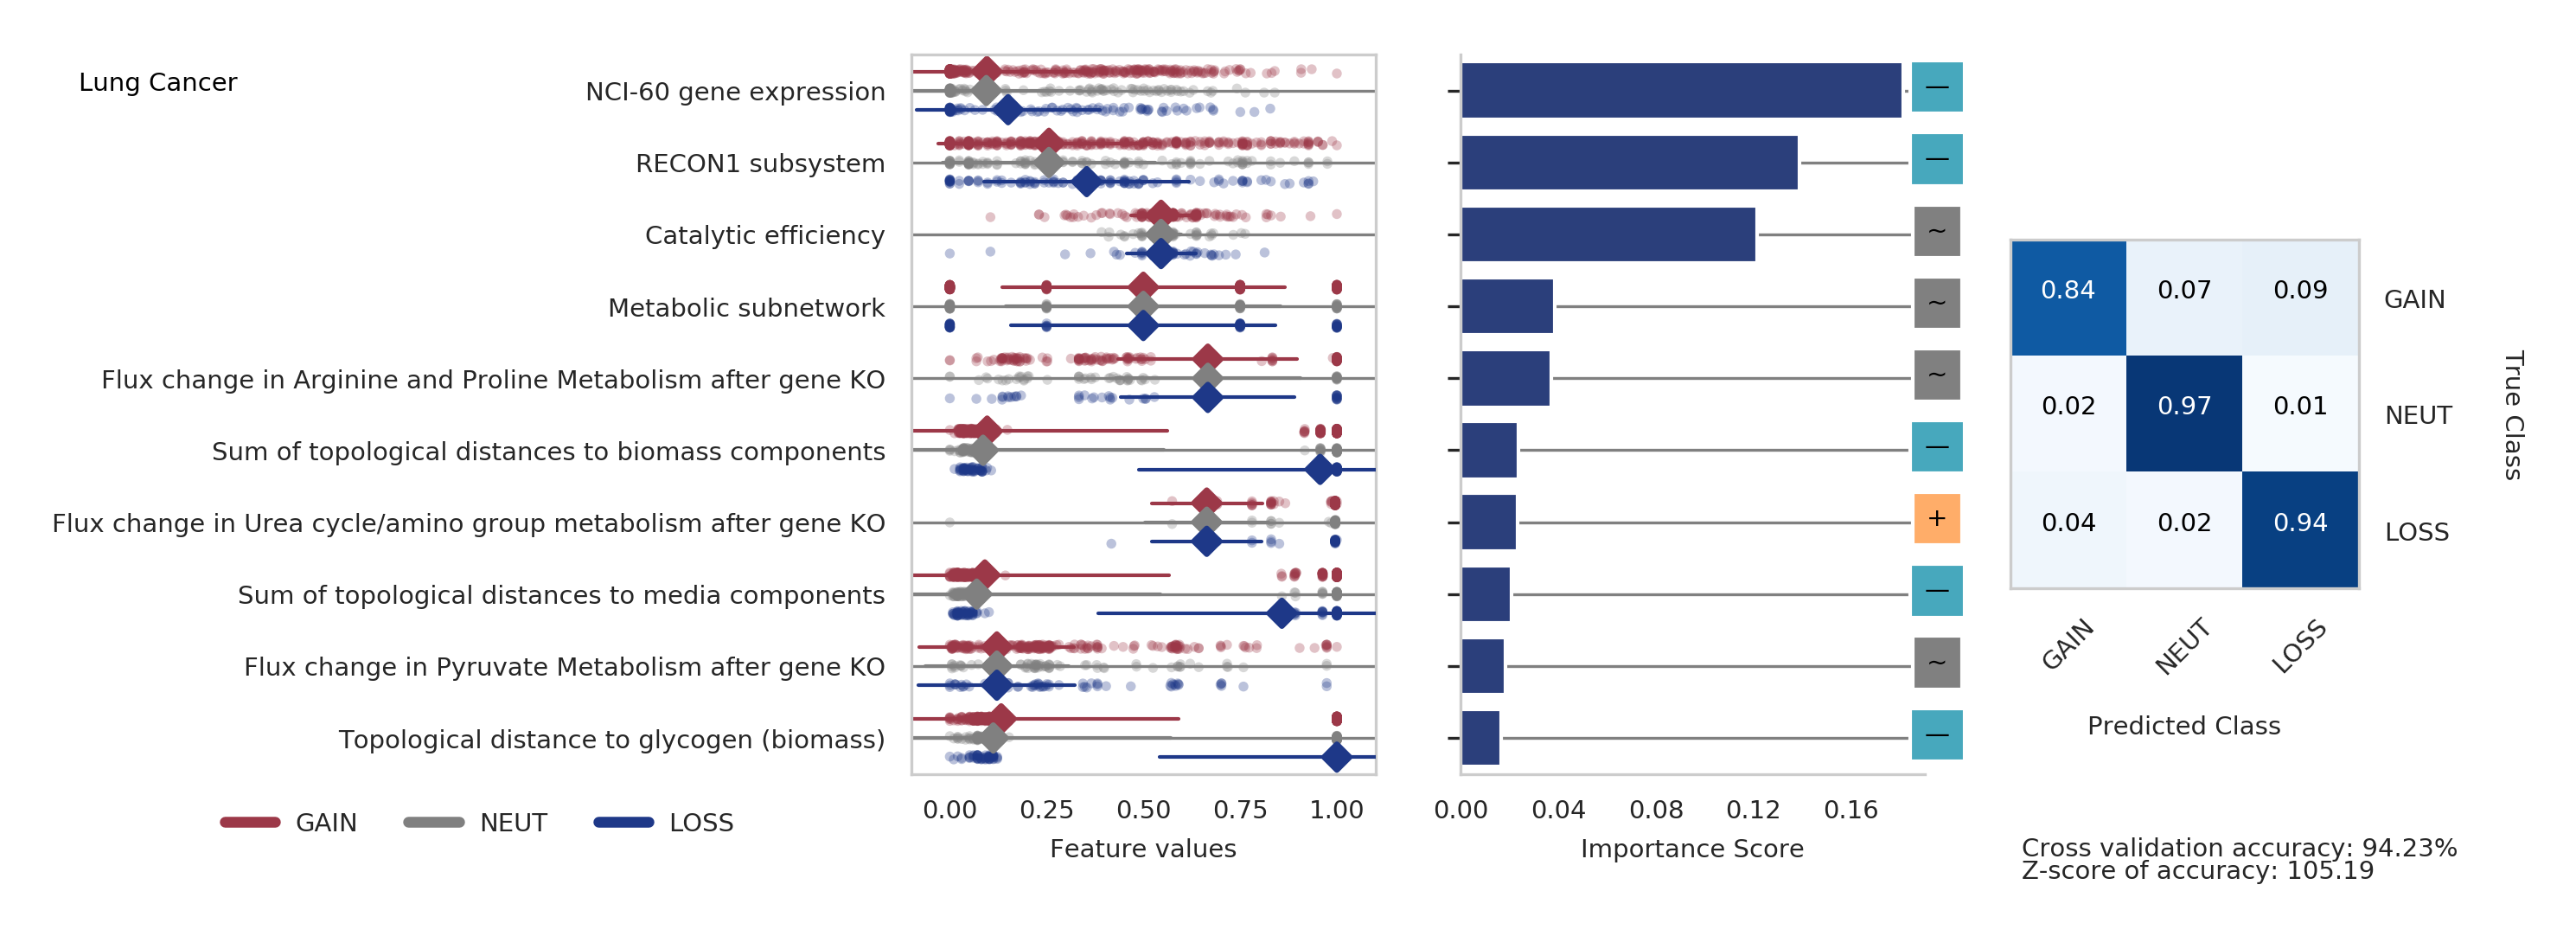 Lung Cancer
NCI-60 gene expression
RECON1 subsystem
Catalytic efficiency
Metabolic subnetwork
Flux change in Arginine and Proline Metabolism after gene KO
Sum of topological distances to biomass components
Flux change in Urea cycle/amino group metabolism after gene KO
Sum of topological distances to media components
Flux change in Pyruvate Metabolism after gene KO
Topological distance to glycogen (biomass)
GAIN NEUT LOSS
0.00 0.25 0.50 0.75 1.00
Feature values
—
—
~
~
~
—
+
—
~
—
0.00 0.04 0.08 0.12 0.16
Importance Score
0.84 0.07 0.09 GAIN
0.02 0.97 0.01 NEUT
0.04 0.02 0.94 LOSS
True Class
GAIN NEUT LOSS
Predicted Class
Cross validation accuracy: 94.23%
Z-score of accuracy: 105.19